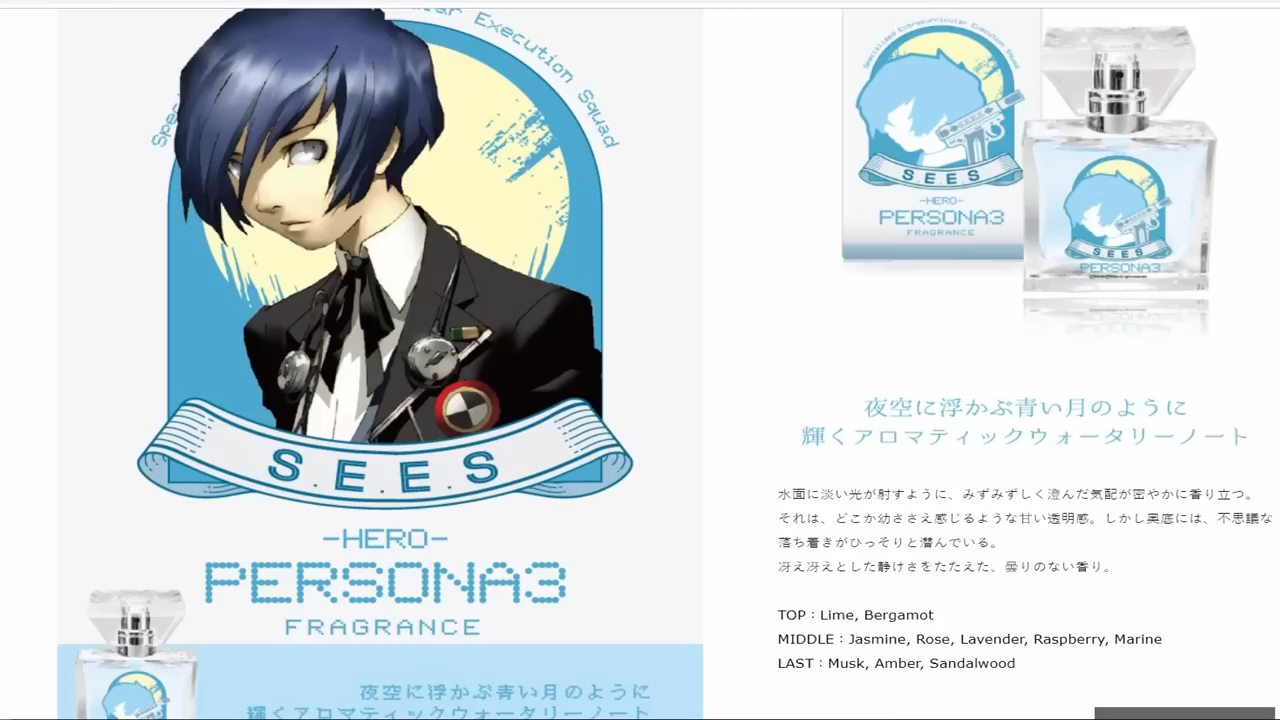 Execution Squad
S.E.E.S
-HERO-
PERSONA3
FRAGRANCE
夜空に浮かぶ青い月のように
輝くアロマティックウォータリーノート
Specialized Extracurricular Execution Squad
S.E.E.S
-HERO-
PERSONA3
FRAGRANCE
S.E.E.S
PERSONA3
夜空に浮かぶ青い月のように
輝くアロマティックウォータリーノート
水面に淡い光が射すように、みずみずしく澄んだ気配が密やかに香り立つ。
それは、どこか幼ささえ感じるような甘い透明感。しかし奥底には、不思議な
落ち着きがひっそりと潜んでいる。
冴え冴えとした静けさをたたえた、曇りのない香り。
TOP：Lime, Bergamot
MIDDLE：Jasmine, Rose, Lavender, Raspberry, Marine
LAST：Musk, Amber, Sandalwood